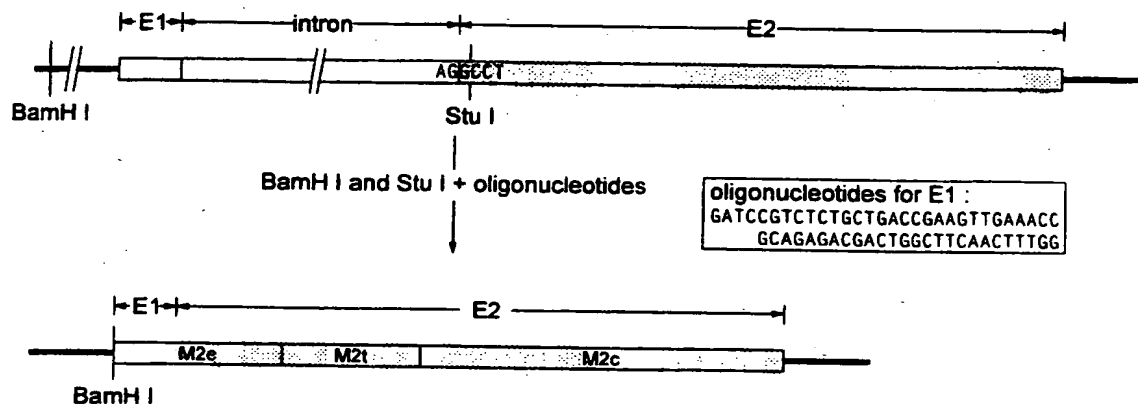 E1 intron E2
AGGCCT
BamH I
Stu I
BamH I and Stu I + oligonucleotides
oligonucleotides for E1 :
GATCCGTCTCTGCTGACCGAAGTTGAAACC
GCAGAGACGACTGGCTTCAACTTTGG
E1 E2
M2e M2t M2c
BamH I